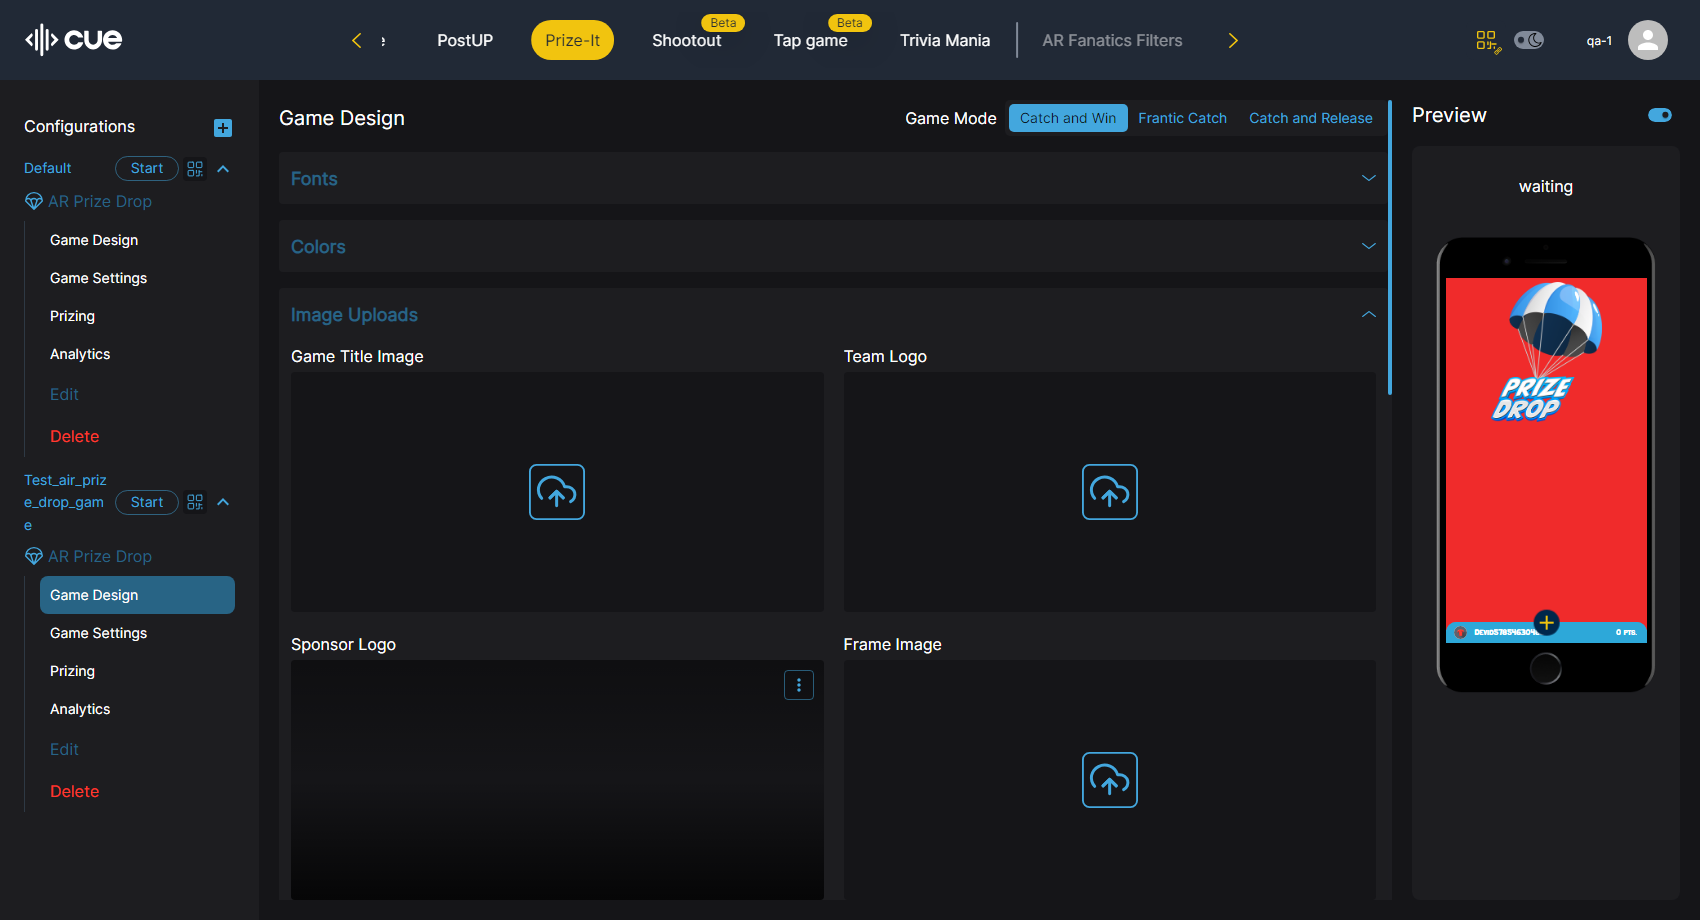 cue
PostUP
Prize-It
Beta
Shootout
Beta
Tap game
Trivia Mania
AR Fanatics Filters
qa-1
Configurations
Default
Start
AR Prize Drop
Game Design
Game Settings
Prizing
Analytics
Edit
Delete
Test_air_priz
e_drop_gam
e
Start
AR Prize Drop
Game Design
Game Settings
Prizing
Analytics
Edit
Delete
Game Design
Game Mode
Catch and Win
Frantic Catch
Catch and Release
Fonts
Colors
Image Uploads
Game Title Image
Team Logo
Sponsor Logo
Frame Image
Preview
waiting
PRIZE
DROP
0 PTS.